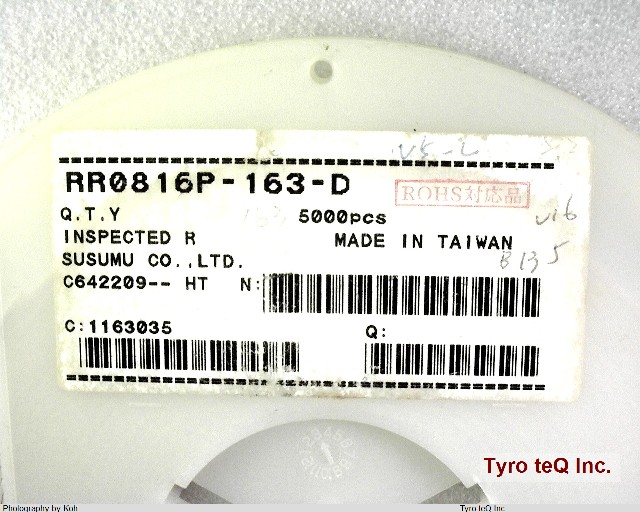 RR0816P-163-D
ROHS対応品
Q.T.Y 5000pcs
INSPECTED R MADE IN TAIWAN
SUSUMU CO.,LTD.
C642209-- HT N:
C:1163035 Q:
Tyro teQ Inc.
Photography by Koh Tyro teQ Inc